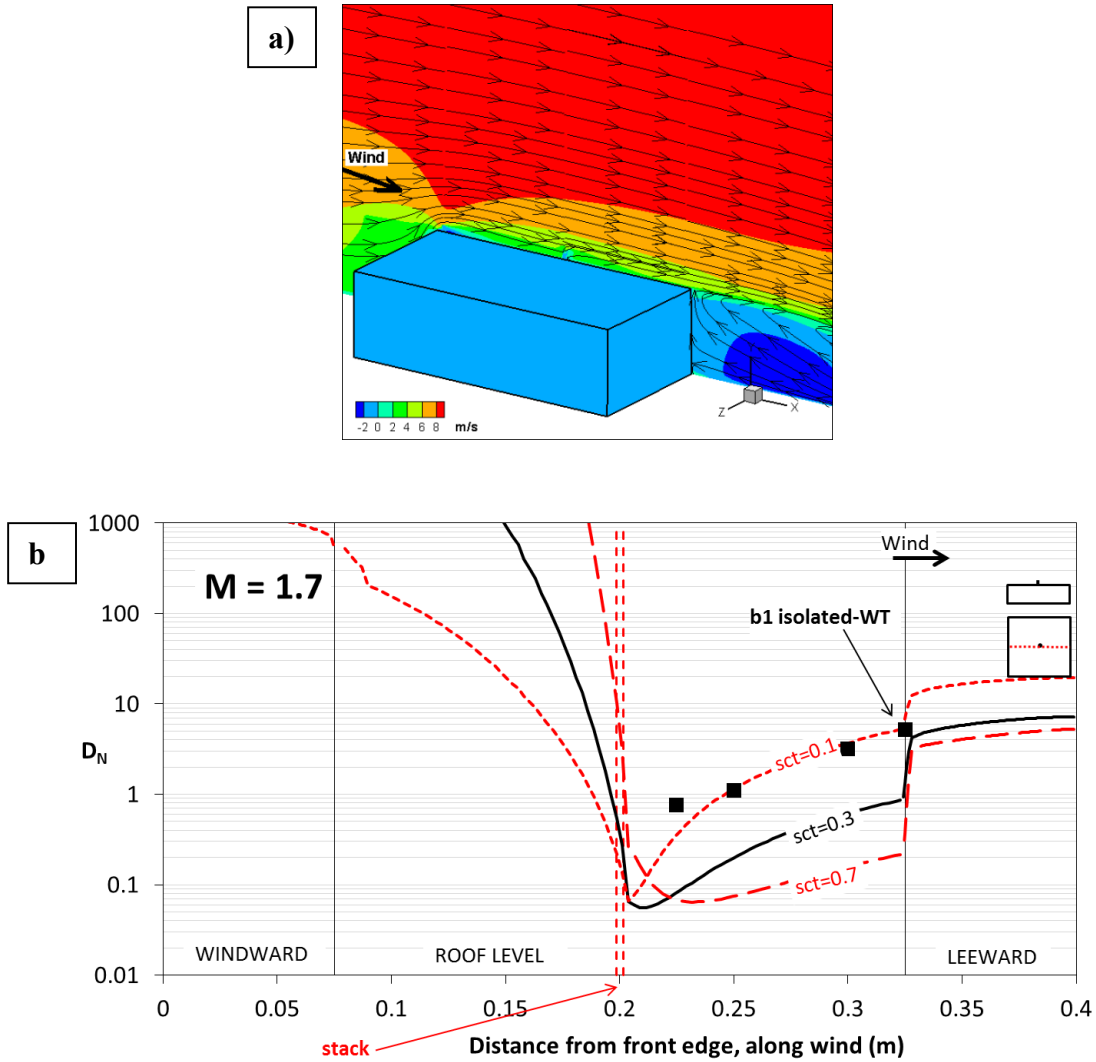 a)
Wind
Z
X
-2 0 2 4 6 8 m/s
b
1000
100
10
1
0.1
0.01
D_N
M = 1.7
Wind
b1 isolated-WT
sct=0.1
sct=0.3
sct=0.7
WINDWARD
ROOF LEVEL
LEEWARD
0 0.05 0.1 0.15 0.2 0.25 0.3 0.35 0.4
stack
Distance from front edge, along wind (m)